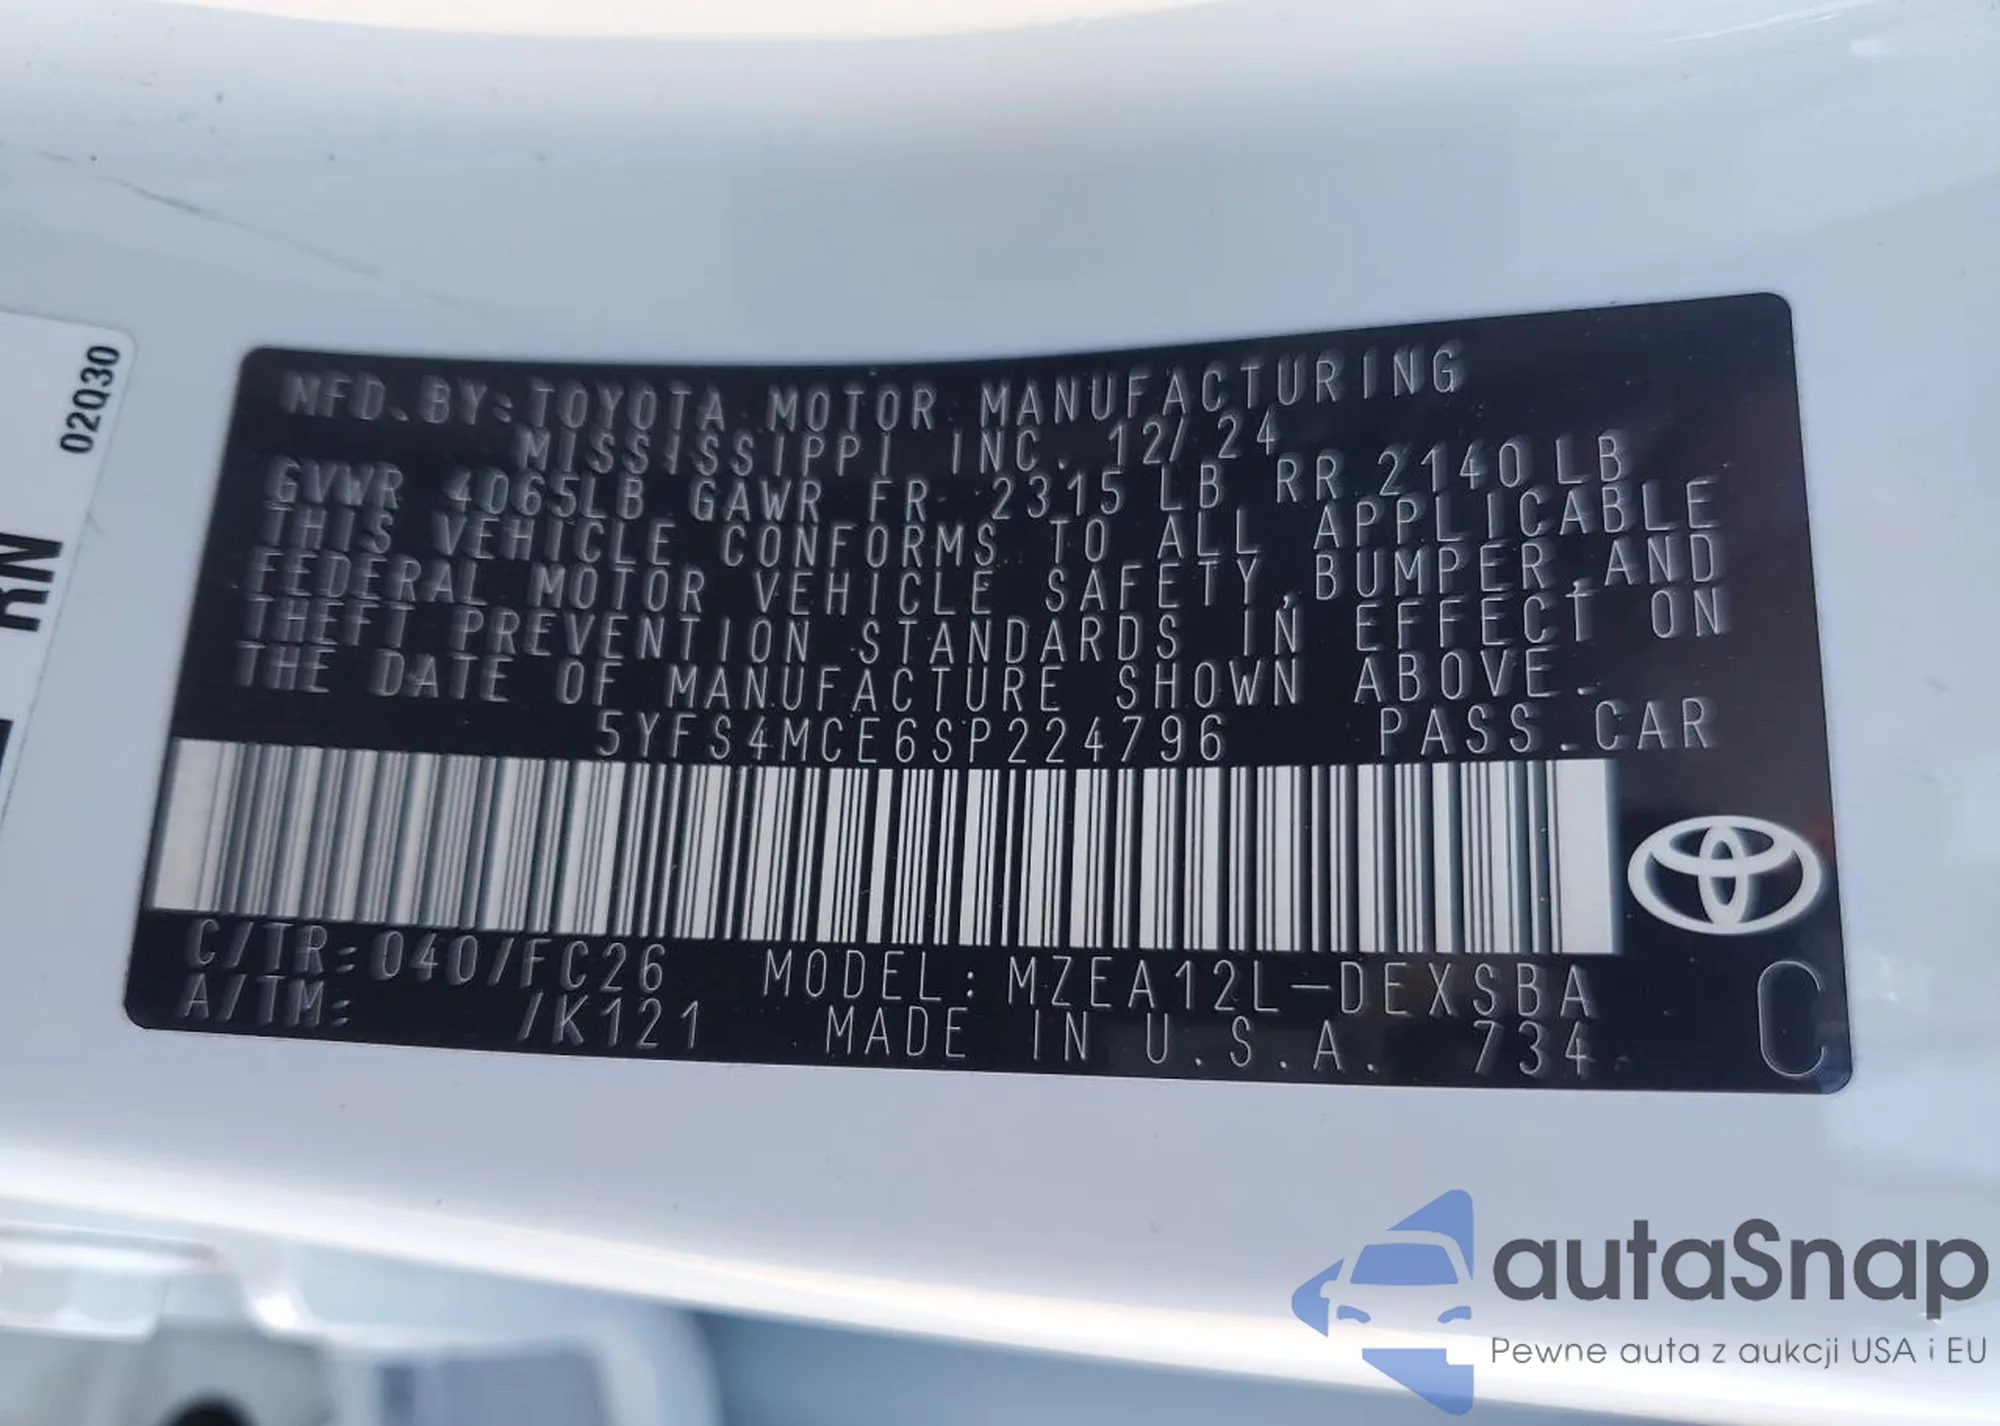 02Q30
RN
MFD. BY: TOYOTA MOTOR MANUFACTURING
MISSISSIPPI INC. 12/24
GVWR 4065LB GAWR FR 2315 LB RR 2140 LB
THIS VEHICLE CONFORMS TO ALL APPLICABLE
FEDERAL MOTOR VEHICLE SAFETY, BUMPER, AND
THEFT PREVENTION STANDARDS IN EFFECT ON
THE DATE OF MANUFACTURE SHOWN ABOVE.
5YFS4MCE6SP224796 PASS. CAR
C/TR: 040/FC26 MODEL: MZEA12L-DEXSBA
A/TM: /K121 MADE IN U.S.A. 734
C
autaSnap
Pewne auta z aukcji USA i EU